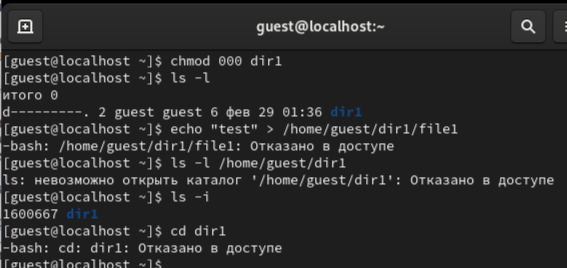 guest@localhost:~
[guest@localhost ~]$ chmod 000 dir1
[guest@localhost ~]$ ls -l
итого 0
d---------. 2 guest guest 6 фев 29 01:36 dir1
[guest@localhost ~]$ echo "test" > /home/guest/dir1/file1
-bash: /home/guest/dir1/file1: Отказано в доступе
[guest@localhost ~]$ ls -l /home/guest/dir1
ls: невозможно открыть каталог '/home/guest/dir1': Отказано в доступе
[guest@localhost ~]$ ls -i
1600667 dir1
[guest@localhost ~]$ cd dir1
-bash: cd: dir1: Отказано в доступе
[guest@localhost ~]$